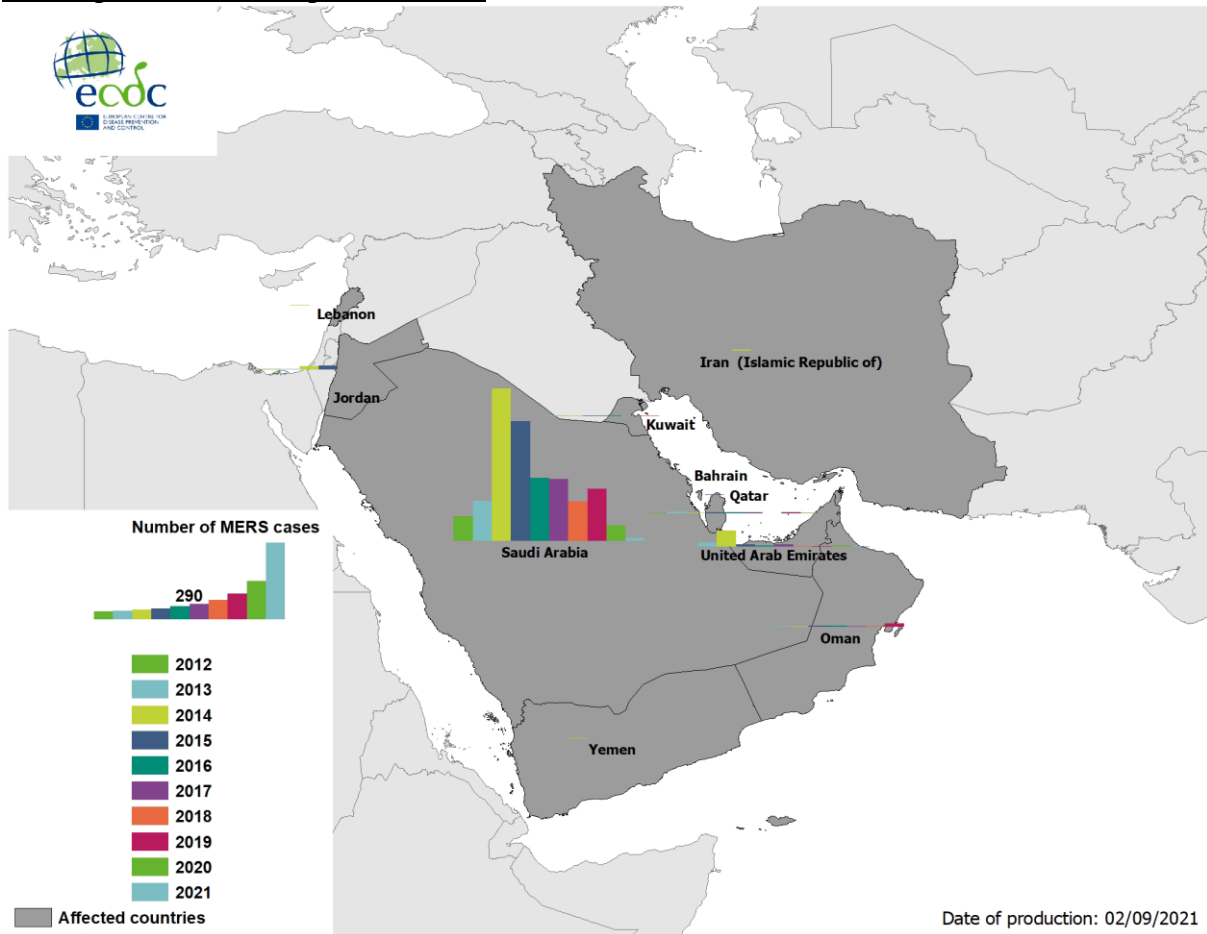 ecdc
EUROPEAN CENTRE FOR
DISEASE PREVENTION
AND CONTROL
Lebanon
Iran (Islamic Republic of)
Jordan
Kuwait
Bahrain
Qatar
Saudi Arabia
United Arab Emirates
Oman
Yemen
Number of MERS cases
290
2012
2013
2014
2015
2016
2017
2018
2019
2020
2021
Affected countries
Date of production: 02/09/2021